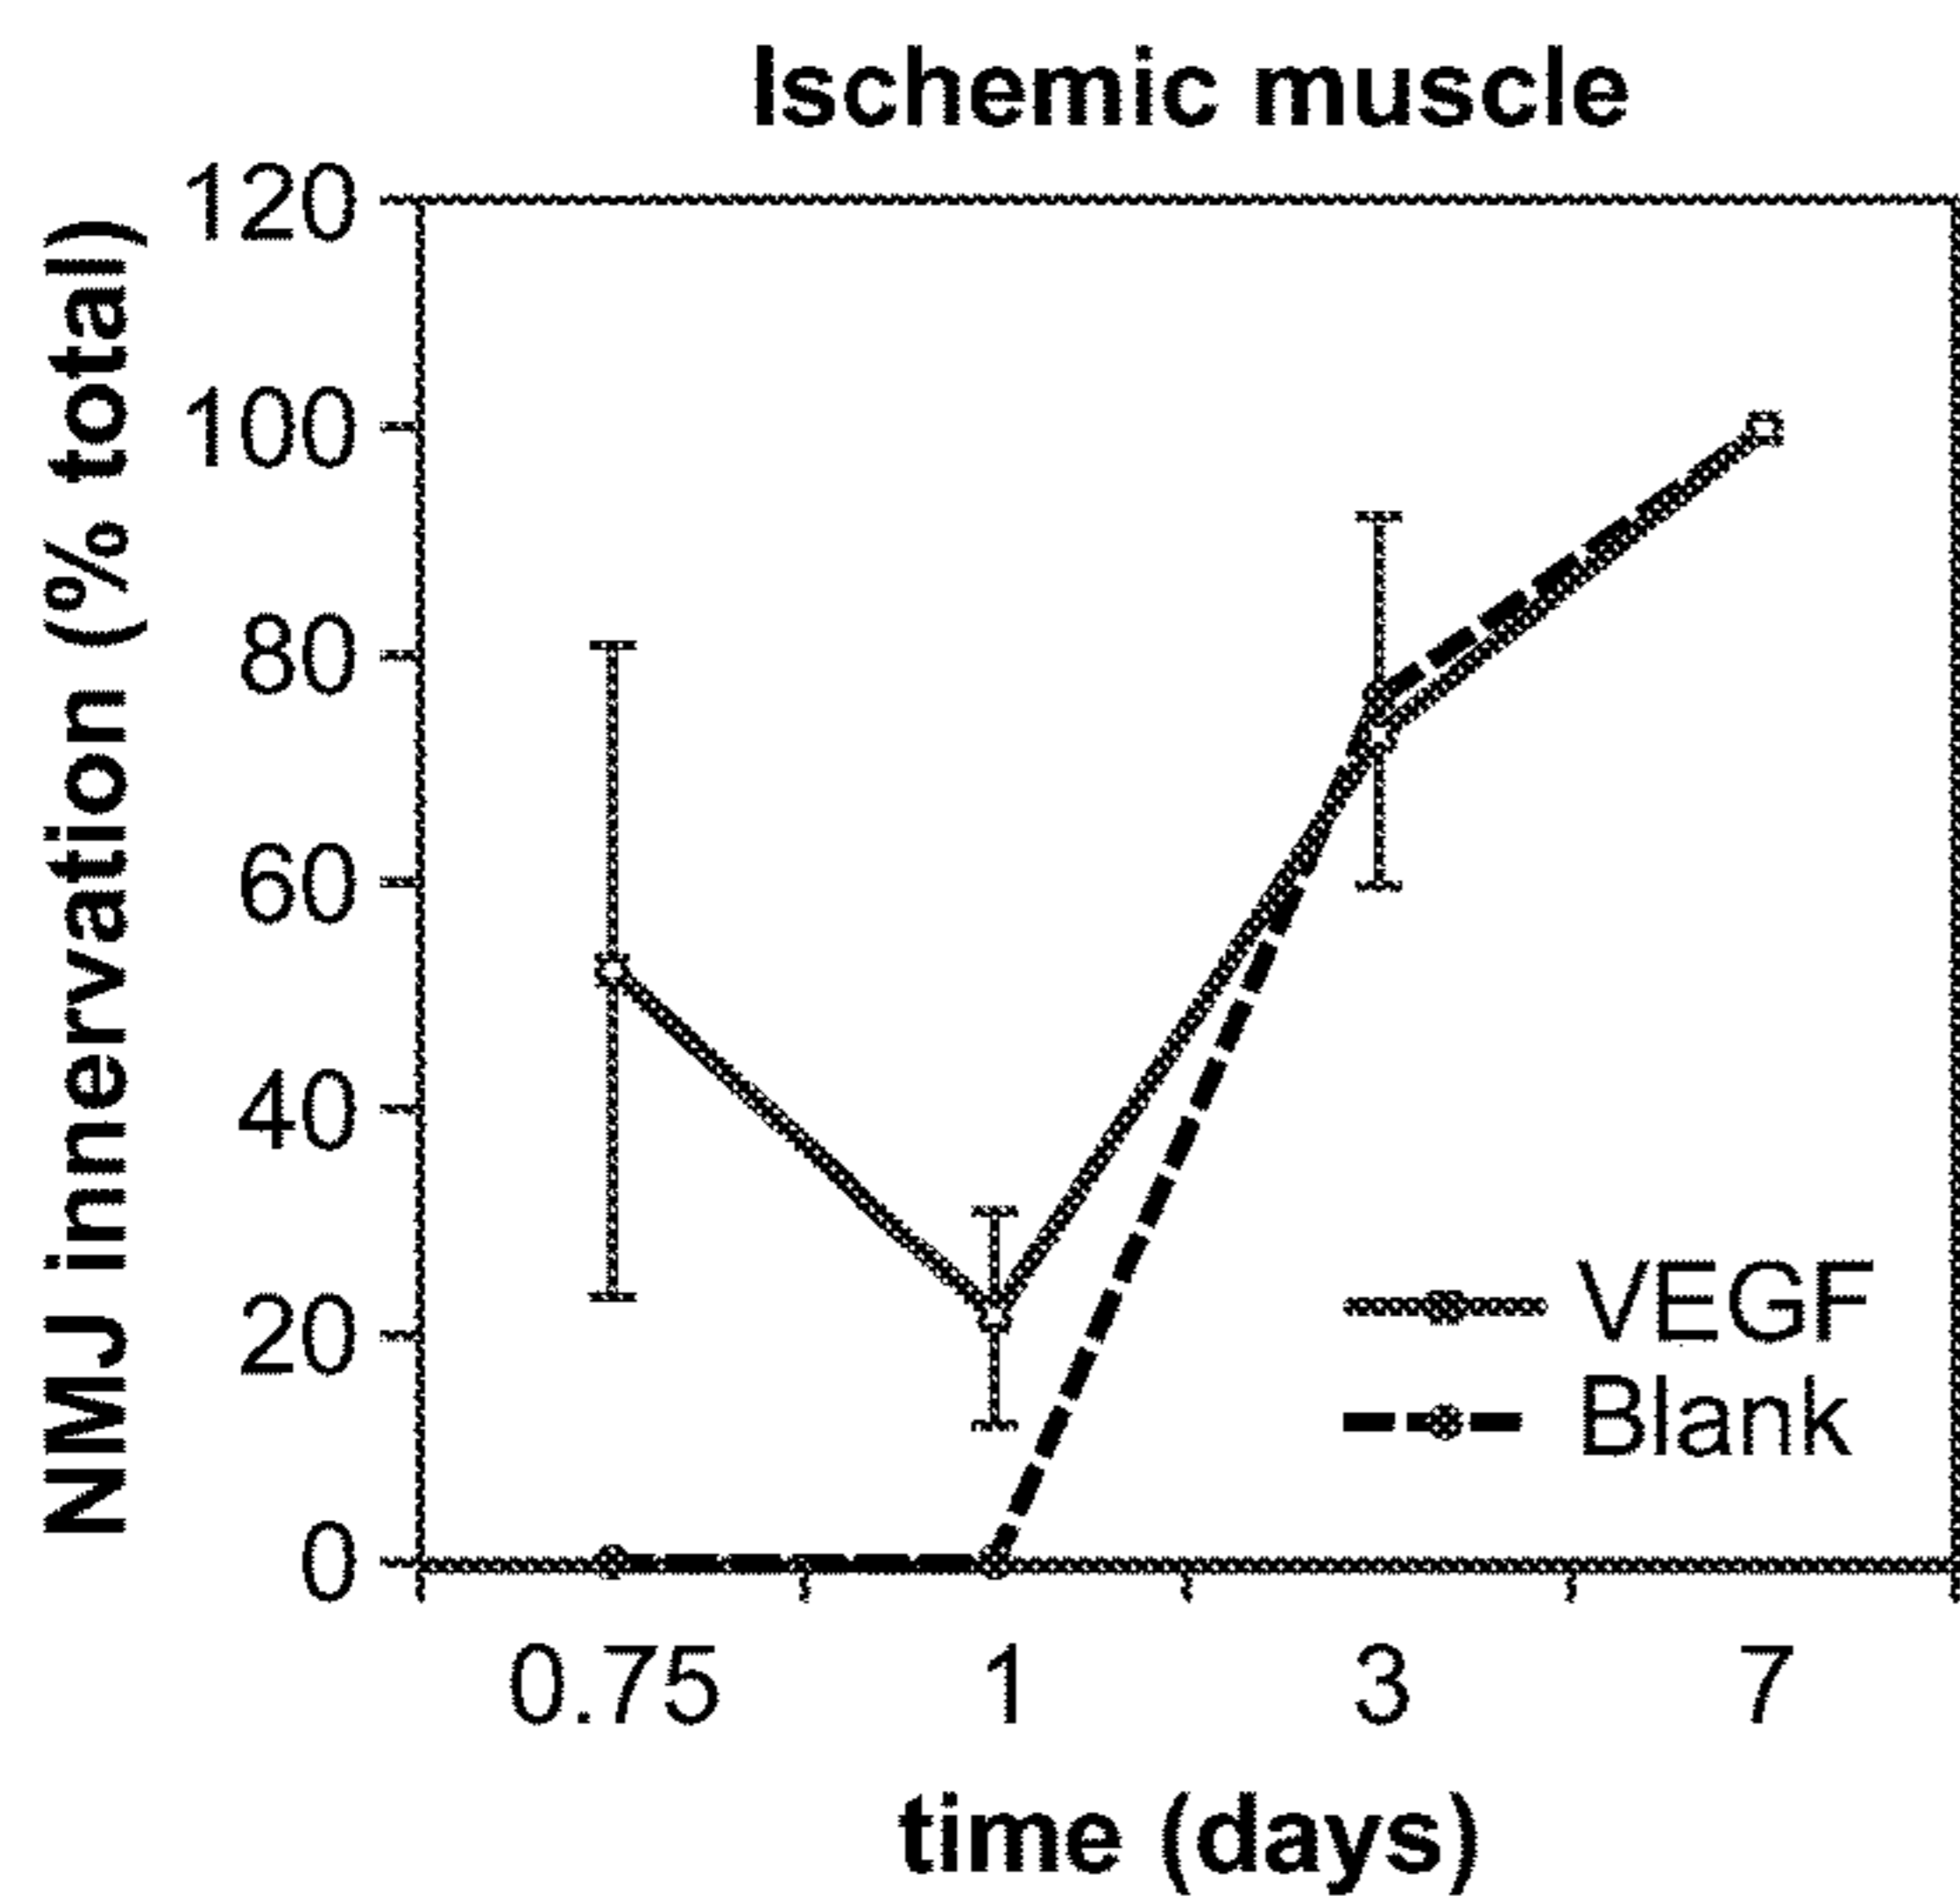 Ischemic muscle
NMJ innervation (% total)
120
100
80
60
40
20
0
VEGF
Blank
0.75 1 3 7
time (days)